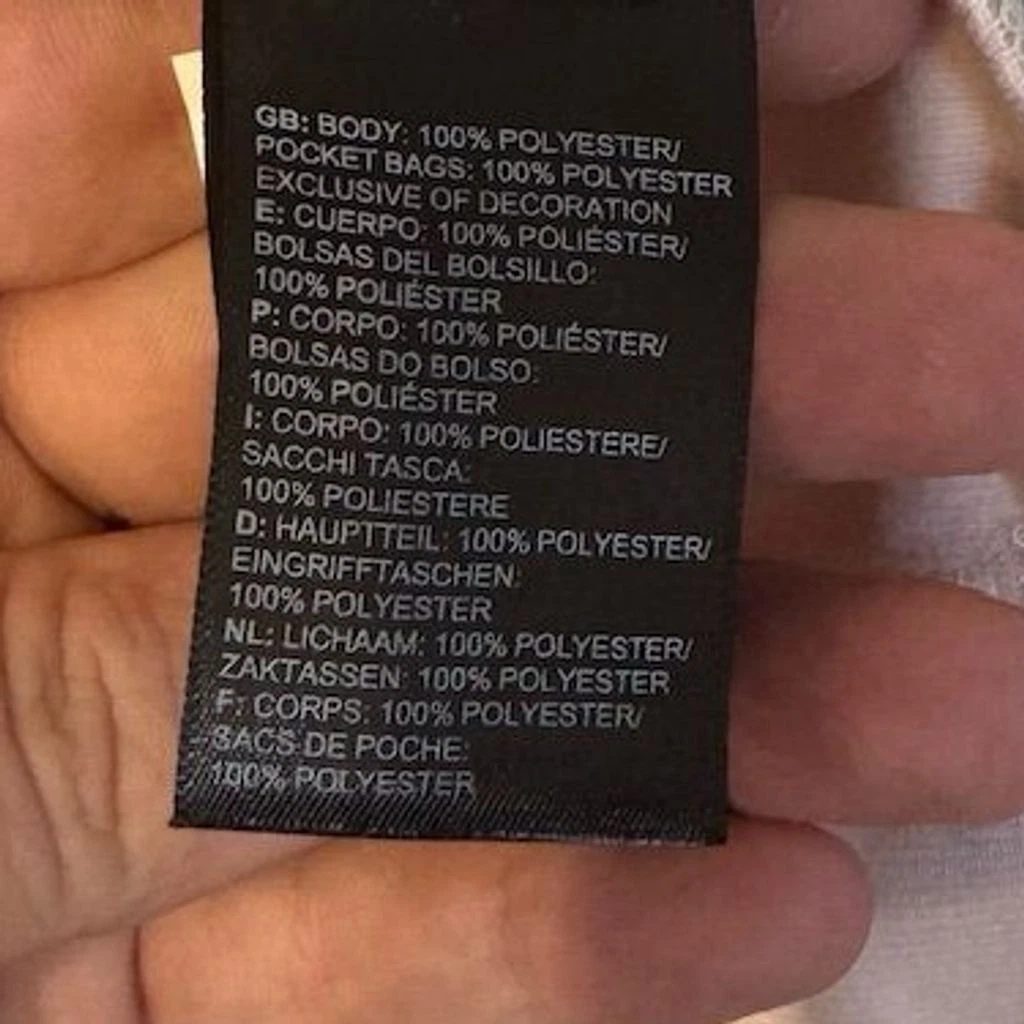 GB: BODY: 100% POLYESTER/
POCKET BAGS: 100% POLYESTER
EXCLUSIVE OF DECORATION
E: CUERPO: 100% POLIÉSTER/
BOLSAS DEL BOLSILLO:
100% POLIÉSTER
P: CORPO: 100% POLIÉSTER/
BOLSAS DO BOLSO:
100% POLIÉSTER
I: CORPO: 100% POLIESTERE/
SACCHI TASCA:
100% POLIESTERE
D: HAUPTTEIL: 100% POLYESTER/
EINGRIFFTASCHEN:
100% POLYESTER
NL: LICHAAM: 100% POLYESTER/
ZAKTASSEN: 100% POLYESTER
F: CORPS: 100% POLYESTER/
SACS DE POCHE:
100% POLYESTER